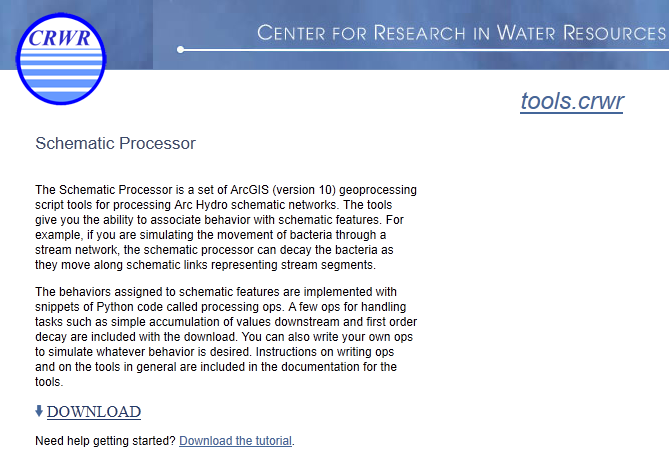 CRWR
CENTER FOR RESEARCH IN WATER RESOURCES
tools.crwr
Schematic Processor
The Schematic Processor is a set of ArcGIS (version 10) geoprocessing
script tools for processing Arc Hydro schematic networks. The tools
give you the ability to associate behavior with schematic features. For
example, if you are simulating the movement of bacteria through a
stream network, the schematic processor can decay the bacteria as
they move along schematic links representing stream segments.
The behaviors assigned to schematic features are implemented with
snippets of Python code called processing ops. A few ops for handling
tasks such as simple accumulation of values downstream and first order
decay are included with the download. You can also write your own ops
to simulate whatever behavior is desired. Instructions on writing ops
and on the tools in general are included in the documentation for the
tools.
DOWNLOAD
Need help getting started? Download the tutorial.